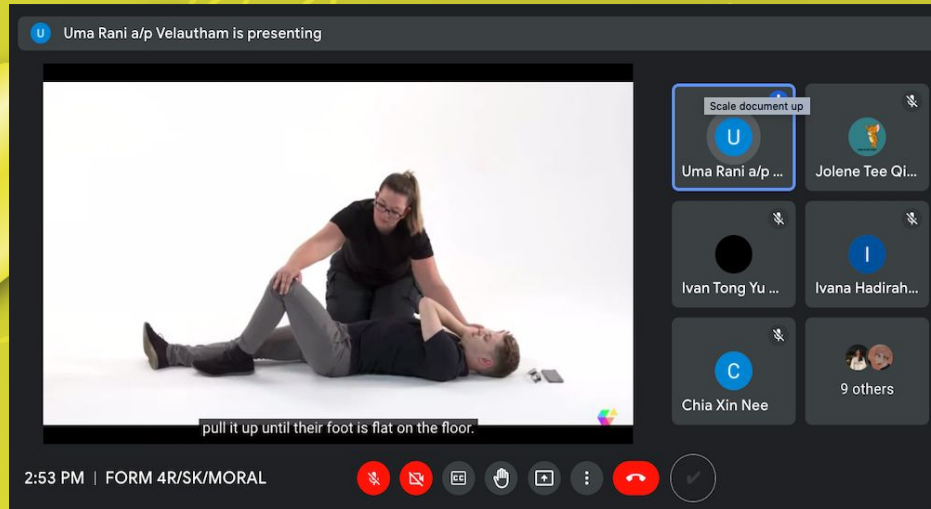 U Uma Rani a/p Velautham is presenting
Scale document up
U
Uma Rani a/p ...
Jolene Tee Qi...
Ivan Tong Yu ...
I
Ivana Hadirah...
C
Chia Xin Nee
9 others
pull it up until their foot is flat on the floor.
2:53 PM | FORM 4R/SK/MORAL
CC